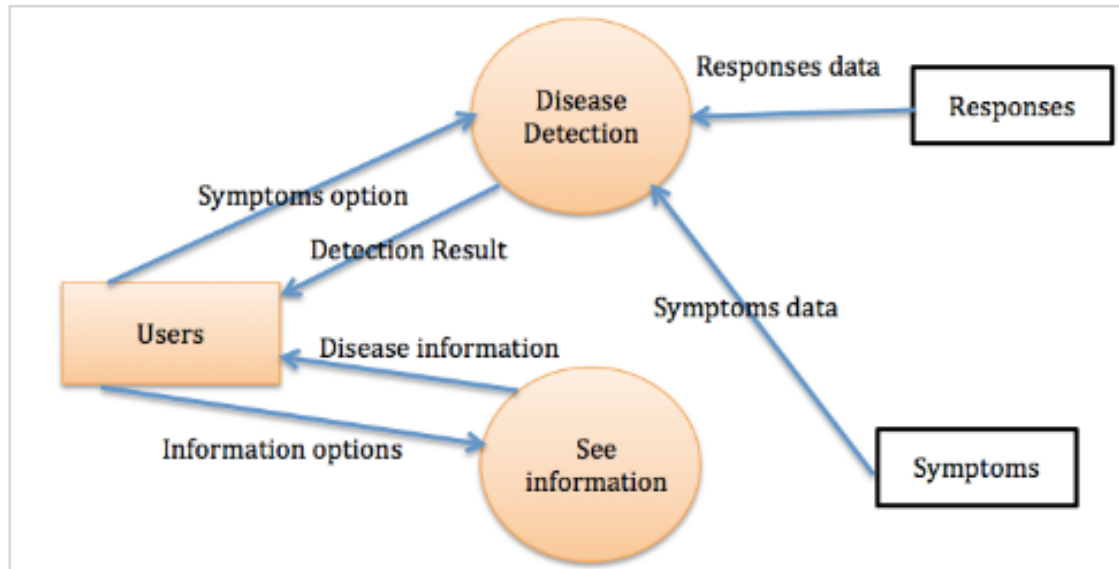 Responses data
Disease
Detection
Responses
Symptoms option
Detection Result
Symptoms data
Users
Disease information
Information options
See
information
Symptoms